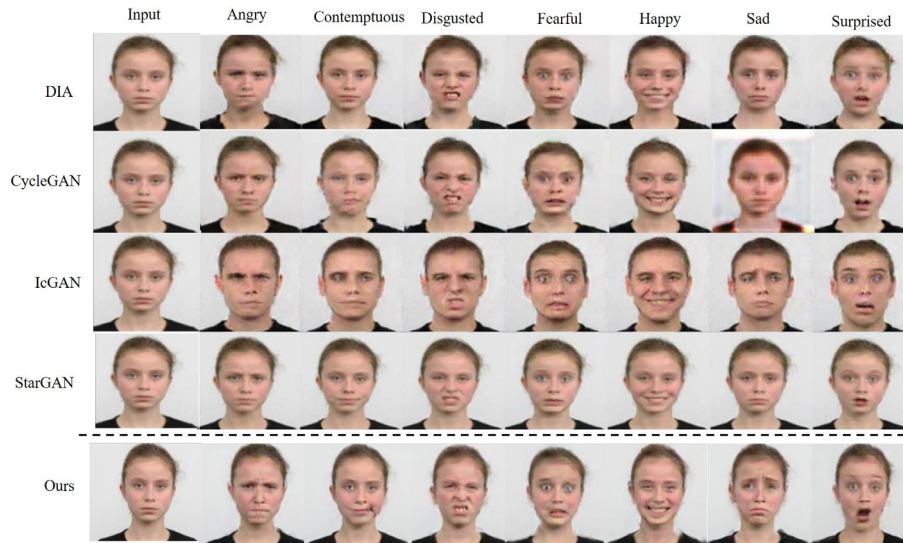 Input Angry Contemptuous Disgusted Fearful Happy Sad Surprised
DIA
CycleGAN
IcGAN
StarGAN
Ours